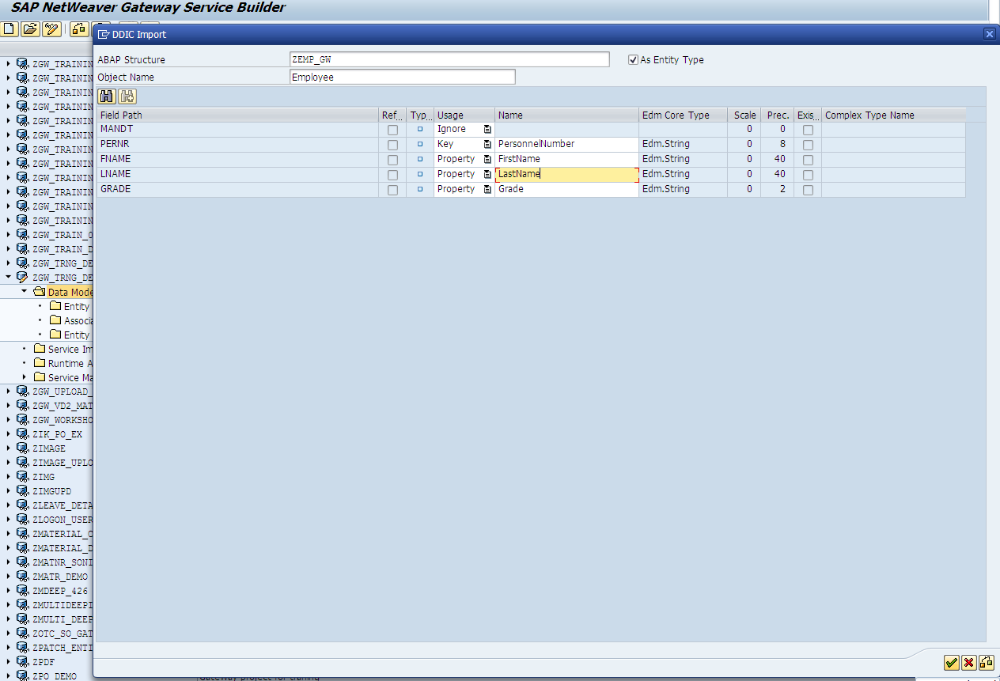 SAP NetWeaver Gateway Service Builder
DDIC Import
ABAP Structure ZEMP_GW As Entity Type
Object Name Employee
Field Path Ref... Typ... Usage Name Edm Core Type Scale Prec. Exis... Complex Type Name
MANDT Ignore 0 0
PERNR Key PersonnelNumber Edm.String 0 8
FNAME Property FirstName Edm.String 0 40
LNAME Property LastName Edm.String 0 40
GRADE Property Grade Edm.String 0 2
ZGW_TRAININ
ZGW_TRAININ
ZGW_TRAININ
ZGW_TRAININ
ZGW_TRAININ
ZGW_TRAININ
ZGW_TRAININ
ZGW_TRAININ
ZGW_TRAININ
ZGW_TRAININ
ZGW_TRAININ
ZGW_TRAININ
ZGW_TRAIN_0
ZGW_TRAIN_D
ZGW_TRNG_DE
ZGW_TRNG_DE
Data Mode
Entity
Associa
Entity
Service Im
Runtime A
Service Ma
ZGW_UPLOAD_
ZGW_VD2_MAT
ZGW_WORKSHO
ZIK_PO_EX
ZIMAGE
ZIMAGE_UPLO
ZIMG
ZIMGUPD
ZLEAVE_DETA
ZLOGON_USER
ZMATERIAL_
ZMATERIAL_D
ZMATNR_SONI
ZMATR_DEMO
ZMDEEP_426
ZMULTIDEEPI
ZMULTI_DEEP
ZOTC_SO_GAT
ZPATCH_ENTI
ZPDF
ZPO_DEMO
Gateway project for training